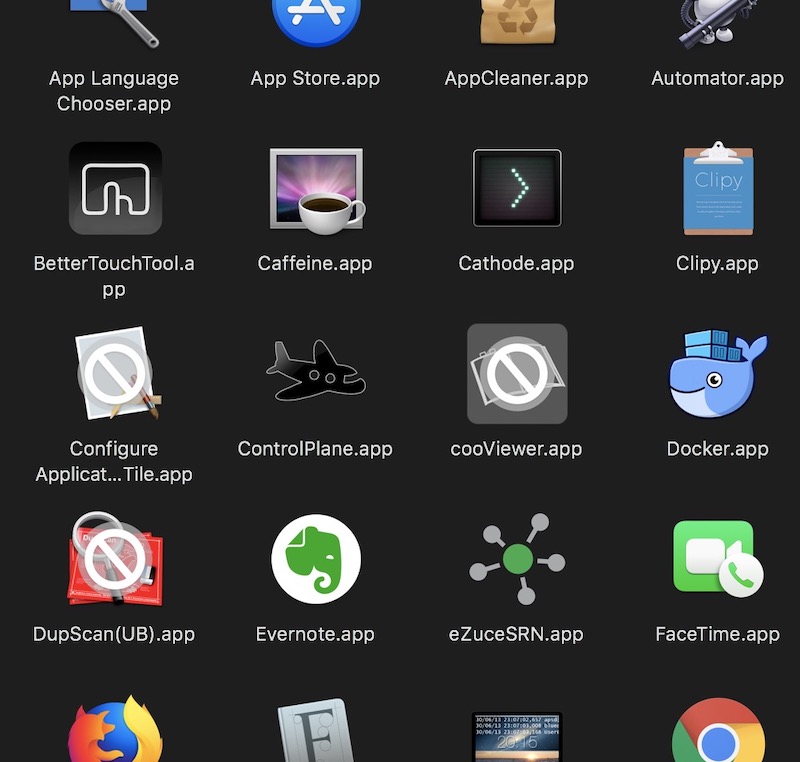 App Language
Chooser.app
App Store.app
AppCleaner.app
Automator.app
BetterTouchTool.a
pp
Caffeine.app
Cathode.app
Clipy
Clipy.app
Configure
Applicat...Tile.app
ControlPlane.app
cooViewer.app
Docker.app
DupScan(UB).app
Evernote.app
eZuceSRN.app
FaceTime.app
F
20:15